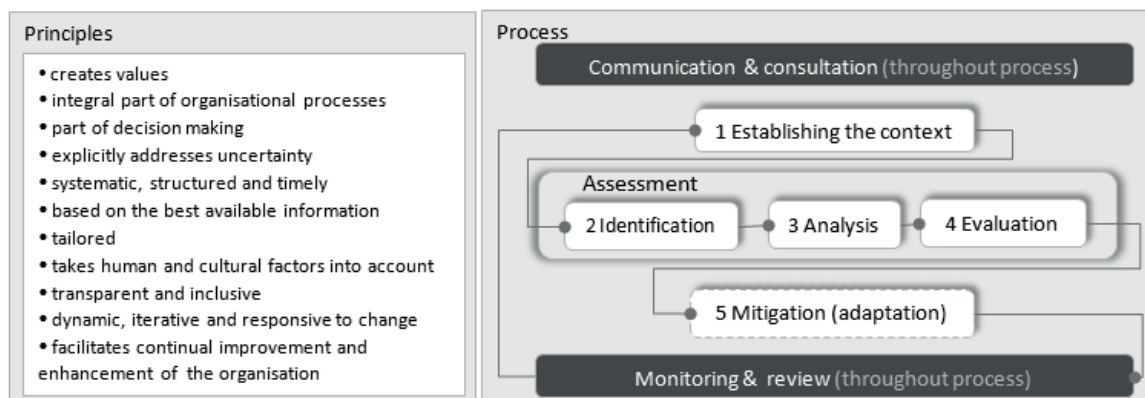 Principles
• creates values
• integral part of organisational processes
• part of decision making
• explicitly addresses uncertainty
• systematic, structured and timely
• based on the best available information
• tailored
• takes human and cultural factors into account
• transparent and inclusive
• dynamic, iterative and responsive to change
• facilitates continual improvement and
enhancement of the organisation
Process
Communication & consultation (throughout process)
1 Establishing the context
Assessment
2 Identification
3 Analysis
4 Evaluation
5 Mitigation (adaptation)
Monitoring & review (throughout process)